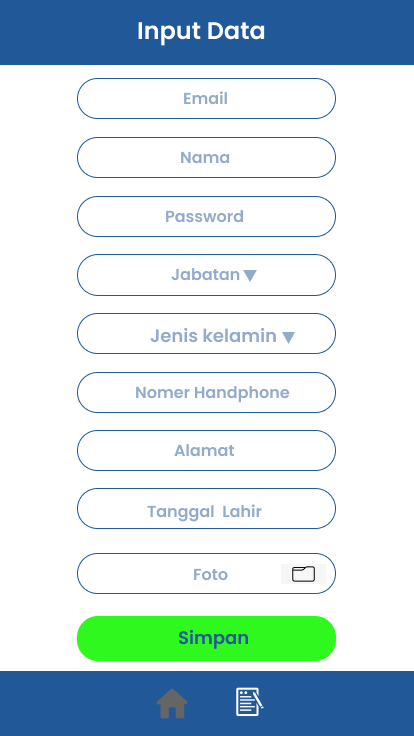 Input Data
Email
Nama
Password
Jabatan
Jenis kelamin
Nomer Handphone
Alamat
Tanggal Lahir
Foto
Simpan